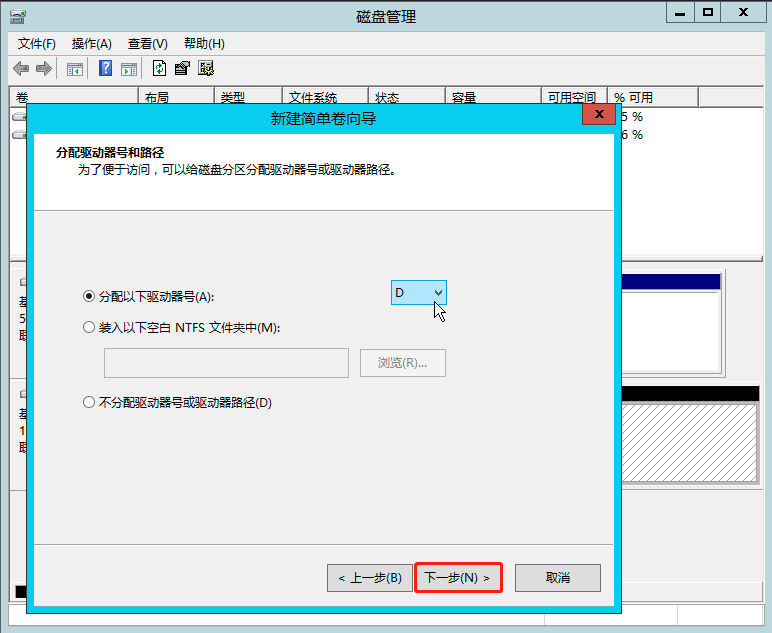 磁盘管理
文件(F) 操作(A) 查看(V) 帮助(H)
卷 布局 类型 文件系统 状态 容量 可用空间 % 可用
5 %
6 %
新建简单卷向导
x
分配驱动器号和路径
为了便于访问，可以给磁盘分区分配驱动器号或驱动器路径。
分配以下驱动器号(A): D
装入以下空白 NTFS 文件夹中(M):
浏览(R)...
不分配驱动器号或驱动器路径(D)
< 上一步(B) 下一步(N) > 取消